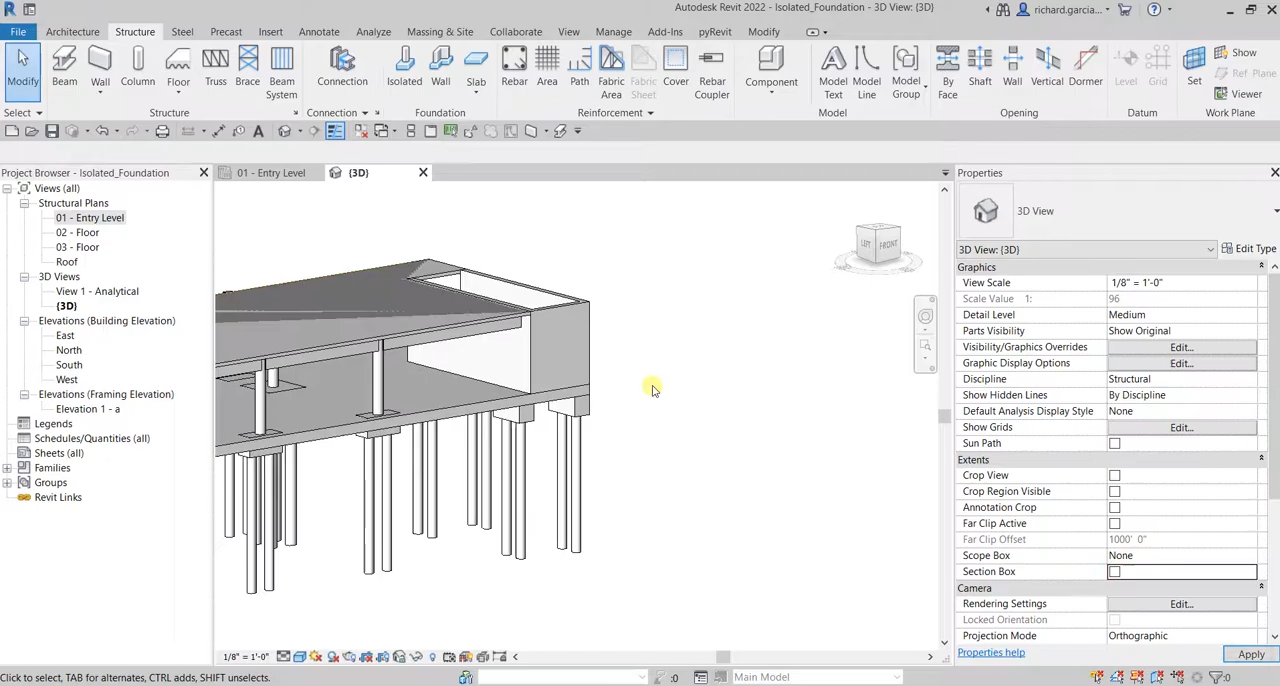 Autodesk Revit 2022 - Isolated_Foundation - 3D View: {3D}
richard.garcia...
File Architecture Structure Steel Precast Insert Annotate Analyze Massing & Site Collaborate View Manage Add-Ins pyRevit Modify
Modify Beam Wall Column Floor Truss Brace Beam System Connection Isolated Wall Slab Rebar Area Path Fabric Area Fabric Sheet Cover Rebar Coupler Component Model Text Model Line Model Group By Face Shaft Wall Vertical Dormer Level Grid Set Show Ref Plane Viewer
Select Structure Connection Foundation Reinforcement Model Opening Datum Work Plane
Project Browser - Isolated_Foundation
01 - Entry Level
{3D}
Properties
Views (all)
Structural Plans
01 - Entry Level
02 - Floor
03 - Floor
Roof
3D Views
View 1 - Analytical
{3D}
Elevations (Building Elevation)
East
North
South
West
Elevations (Framing Elevation)
Elevation 1 - a
Legends
Schedules/Quantities (all)
Sheets (all)
Families
Groups
Revit Links
LEFT FRONT
3D View
3D View: {3D} Edit Type
Graphics
View Scale 1/8" = 1'-0"
Scale Value 1: 96
Detail Level Medium
Parts Visibility Show Original
Visibility/Graphics Overrides Edit...
Graphic Display Options Edit...
Discipline Structural
Show Hidden Lines By Discipline
Default Analysis Display Style None
Show Grids Edit...
Sun Path
Extents
Crop View
Crop Region Visible
Annotation Crop
Far Clip Active
Far Clip Offset 1000' 0"
Scope Box None
Section Box
Camera
Rendering Settings Edit...
Locked Orientation
Projection Mode Orthographic
Properties help Apply
1/8" = 1'-0"
Click to select, TAB for alternates, CTRL adds, SHIFT unselects.
:0
Main Model
:0